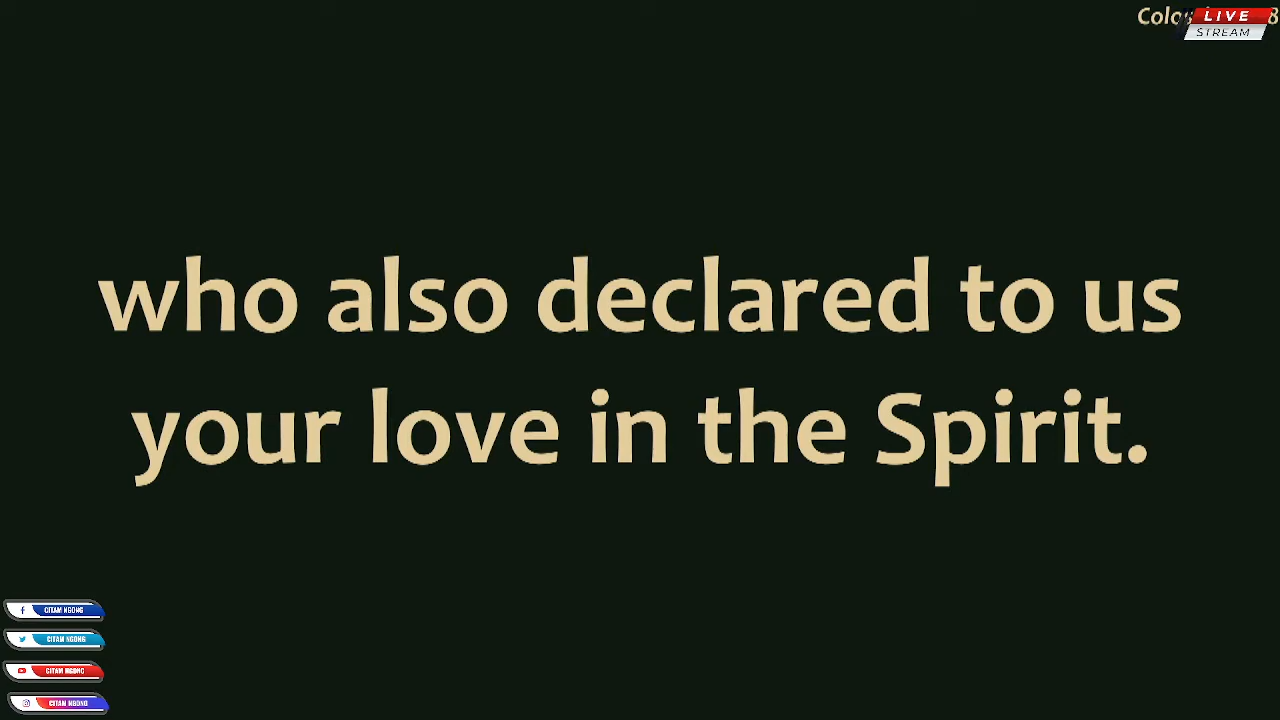 8
LIVE
STREAM
who also declared to us
your love in the Spirit.
CITAM NGONG
CITAM NGONG
CITAM NGONG
CITAM NGONG